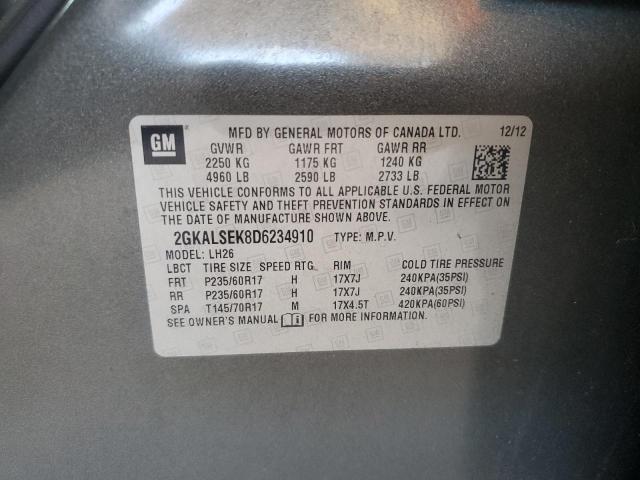 GM
MFD BY GENERAL MOTORS OF CANADA LTD. 12/12
GVWR GAWR FRT GAWR RR
2250 KG 1175 KG 1240 KG
4960 LB 2590 LB 2733 LB
THIS VEHICLE CONFORMS TO ALL APPLICABLE U.S. FEDERAL MOTOR
VEHICLE SAFETY AND THEFT PREVENTION STANDARDS IN EFFECT ON
THE DATE OF MANUFACTURE SHOWN ABOVE.
2GKALSEK8D6234910 TYPE: M.P.V.
MODEL: LH26
LBCT TIRE SIZE SPEED RTG. RIM COLD TIRE PRESSURE
FRT P235/60R17 H 17X7J 240KPA(35PSI)
RR P235/60R17 H 17X7J 240KPA(35PSI)
SPA T145/70R17 M 17X4.5T 420KPA(60PSI)
SEE OWNER'S MANUAL FOR MORE INFORMATION.